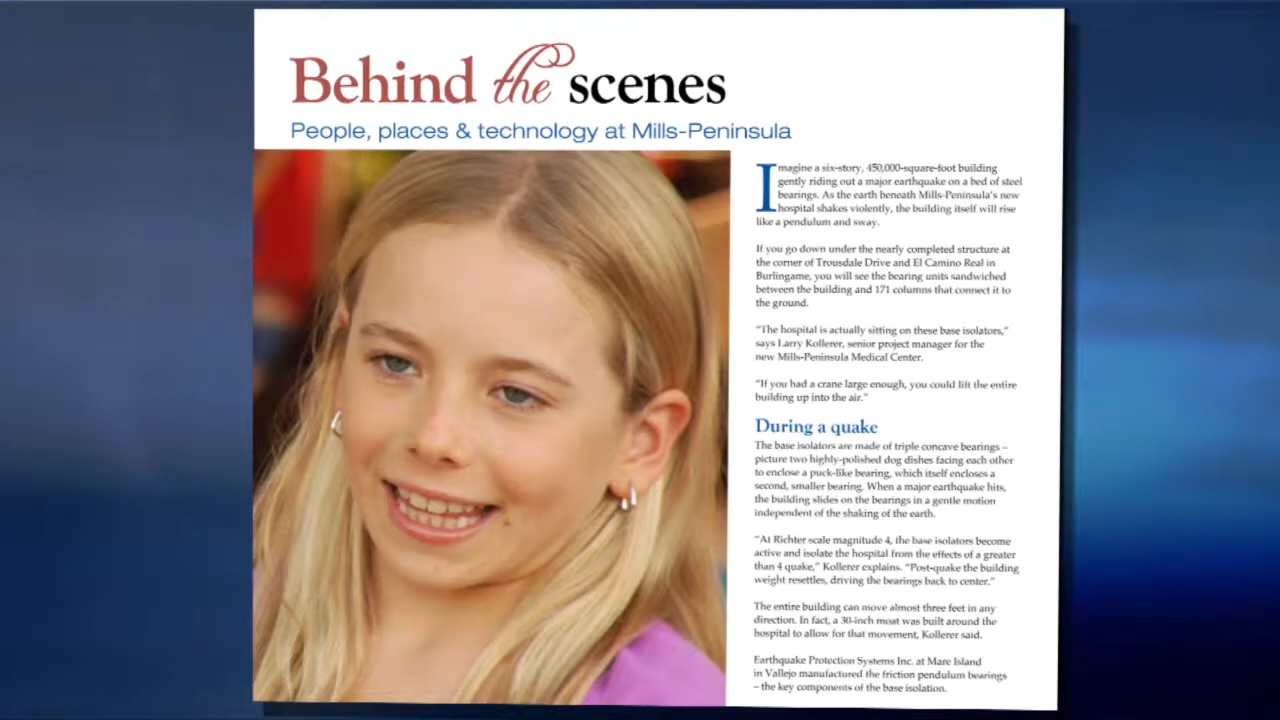 Behind the scenes
People, places & technology at Mills-Peninsula
Imagine a six-story, 450,000-square-foot building
gently riding out a major earthquake on a bed of steel
bearings. As the earth beneath Mills-Peninsula's new
hospital shakes violently, the building itself will rise
like a pendulum and sway.
If you go down under the nearly completed structure at
the corner of Trousdale Drive and El Camino Real in
Burlingame, you will see the bearing units sandwiched
between the building and 171 columns that connect it to
the ground.
“The hospital is actually sitting on these base isolators,”
says Larry Kollerer, senior project manager for the
new Mills-Peninsula Medical Center.
“If you had a crane large enough, you could lift the entire
building up into the air.”
During a quake
The base isolators are made of triple concave bearings –
picture two highly-polished dog dishes facing each other
to enclose a puck-like bearing, which itself encloses a
second, smaller bearing. When a major earthquake hits,
the building slides on the bearings in a gentle motion
independent of the shaking of the earth.
“At Richter scale magnitude 4, the base isolators become
active and isolate the hospital from the effects of a greater
than 4 quake,” Kollerer explains. “Post-quake the building
weight resettles, driving the bearings back to center.”
The entire building can move almost three feet in any
direction. In fact, a 30-inch moat was built around the
hospital to allow for that movement, Kollerer said.
Earthquake Protection Systems Inc. at Mare Island
in Vallejo manufactured the friction pendulum bearings
– the key components of the base isolation.